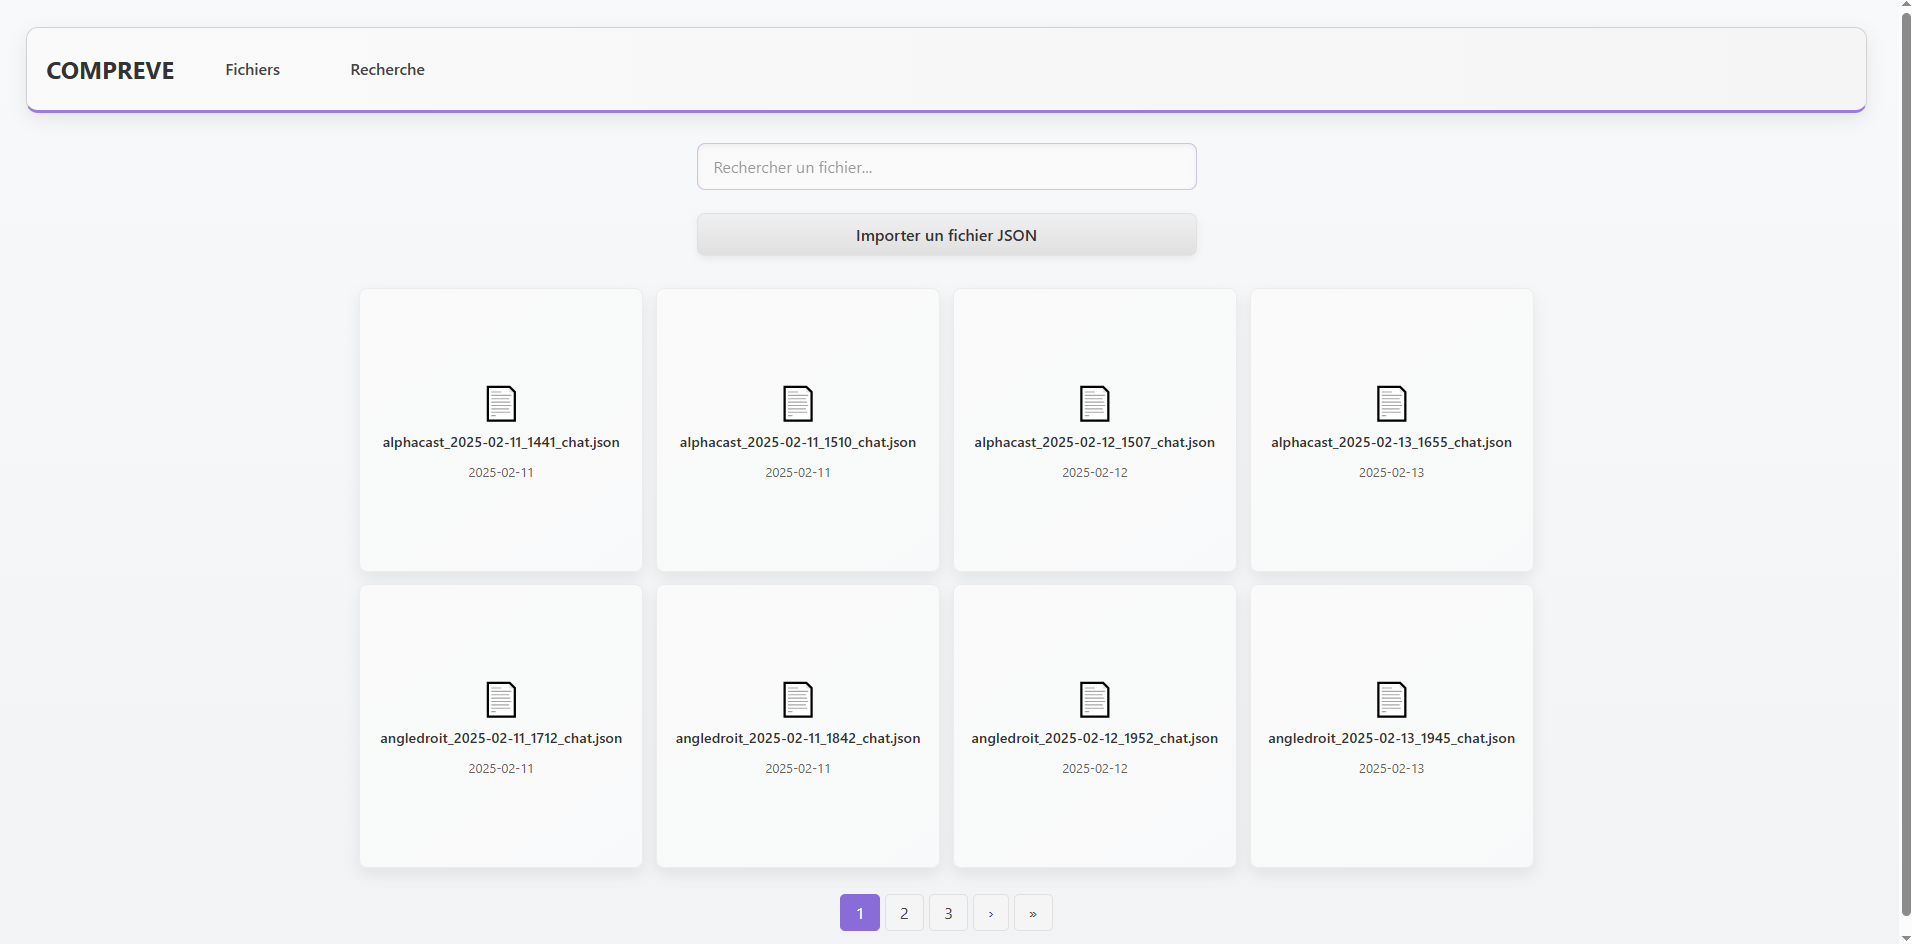 COMPREVE Fichiers Recherche
Rechercher un fichier...
Importer un fichier JSON
alphacast_2025-02-11_1441_chat.json
2025-02-11
alphacast_2025-02-11_1510_chat.json
2025-02-11
alphacast_2025-02-12_1507_chat.json
2025-02-12
alphacast_2025-02-13_1655_chat.json
2025-02-13
angledroit_2025-02-11_1712_chat.json
2025-02-11
angledroit_2025-02-11_1842_chat.json
2025-02-11
angledroit_2025-02-12_1952_chat.json
2025-02-12
angledroit_2025-02-13_1945_chat.json
2025-02-13
1 2 3 › »